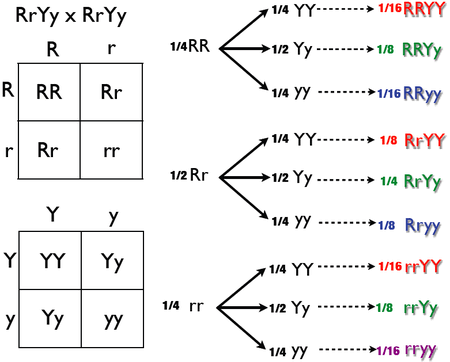 RrYy x RrYy
R r
R RR Rr
r Rr rr
Y y
Y YY Yy
y Yy yy
1/4 RR
1/4 YY 1/16 RRYY
1/2 Yy 1/8 RRYy
1/4 yy 1/16 RRyy
1/2 Rr
1/4 YY 1/8 RrYY
1/2 Yy 1/4 RrYy
1/4 yy 1/8 Rryy
1/4 rr
1/4 YY 1/16 rrYY
1/2 Yy 1/8 rrYy
1/4 yy 1/16 rryy